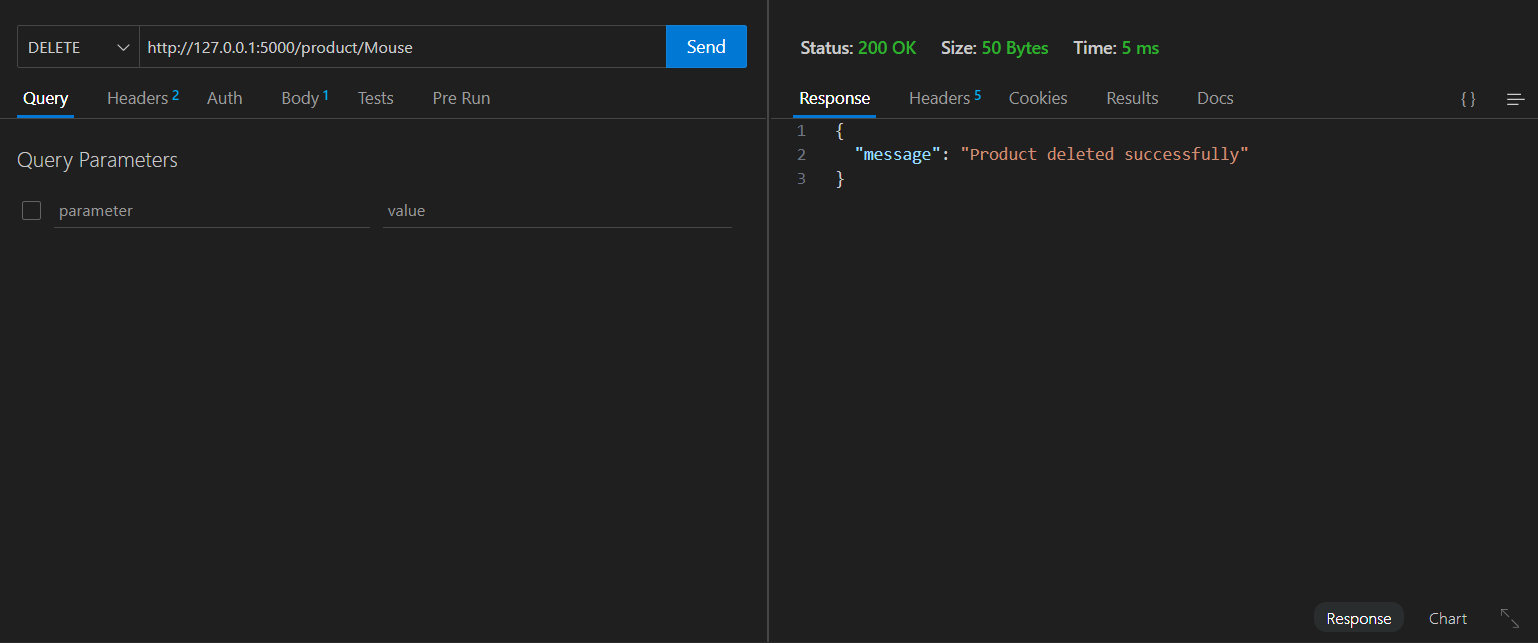 DELETE http://127.0.0.1:5000/product/Mouse Send
Query Headers 2 Auth Body 1 Tests Pre Run
Query Parameters
parameter value
Status: 200 OK Size: 50 Bytes Time: 5 ms
Response Headers 5 Cookies Results Docs { }
1 {
2 "message": "Product deleted successfully"
3 }
Response Chart